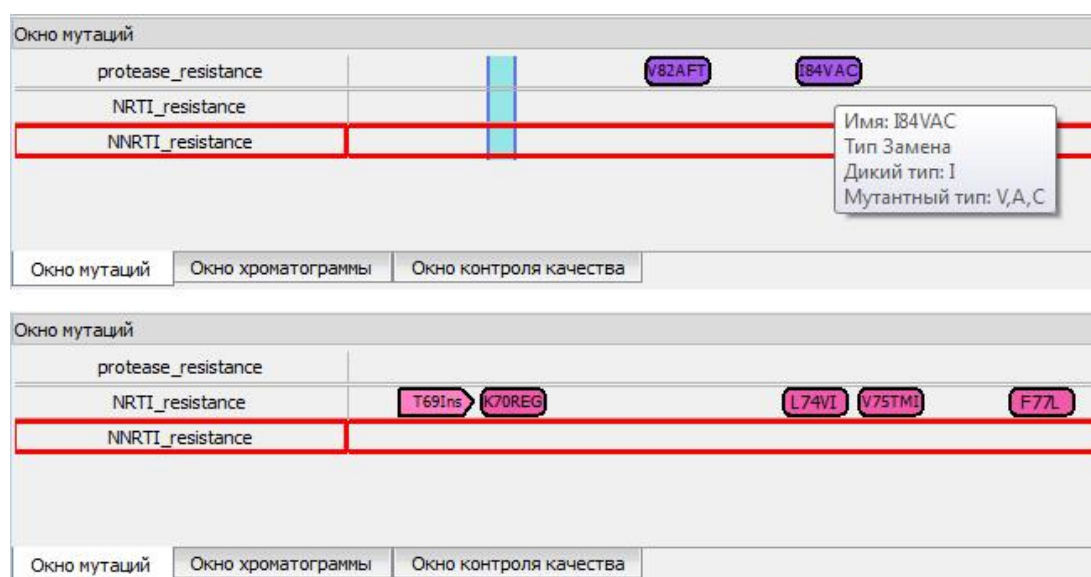 Окно мутаций
protease_resistance V82AFT I84VAC
NRTI_resistance
NNRTI_resistance
Имя: I84VAC
Тип Замена
Дикий тип: I
Мутантный тип: V,A,C
Окно мутаций Окно хроматограммы Окно контроля качества
Окно мутаций
protease_resistance
NRTI_resistance T69Ins K70REG L74VI V75TMI F77L
NNRTI_resistance
Окно мутаций Окно хроматограммы Окно контроля качества